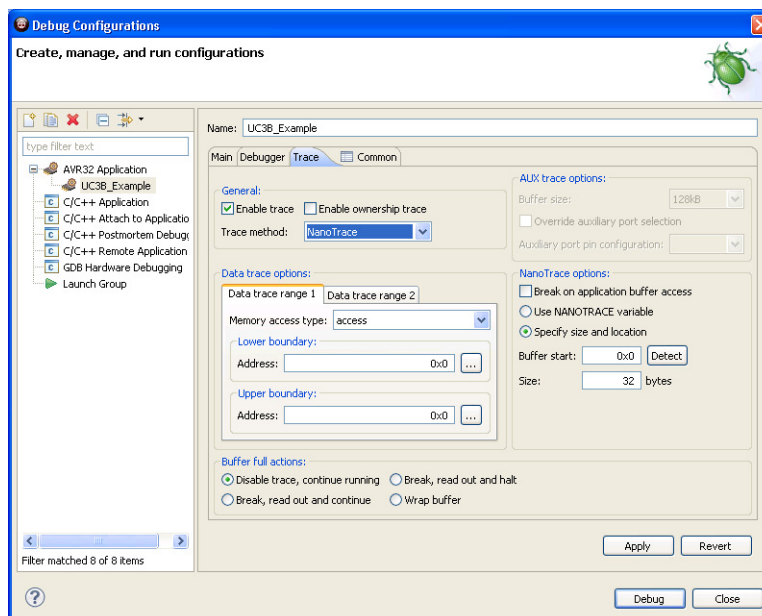 Debug Configurations
Create, manage, and run configurations
type filter text
AVR32 Application
UC3B_Example
C/C++ Application
C/C++ Attach to Applicatio
C/C++ Postmortem Debugg
C/C++ Remote Application
GDB Hardware Debugging
Launch Group
Filter matched 8 of 8 items
Name: UC3B_Example
Main Debugger Trace Common
General:
Enable trace Enable ownership trace
Trace method: NanoTrace
AUX trace options:
Buffer size: 128kB
Override auxiliary port selection
Auxiliary port pin configuration:
Data trace options:
Data trace range 1 Data trace range 2
Memory access type: access
Lower boundary:
Address: 0x0 ...
Upper boundary:
Address: 0x0 ...
NanoTrace options:
Break on application buffer access
Use NANOTRACE variable
Specify size and location
Buffer start: 0x0 Detect
Size: 32 bytes
Buffer full actions:
Disable trace, continue running Break, read out and halt
Break, read out and continue Wrap buffer
Apply Revert
? Debug Close